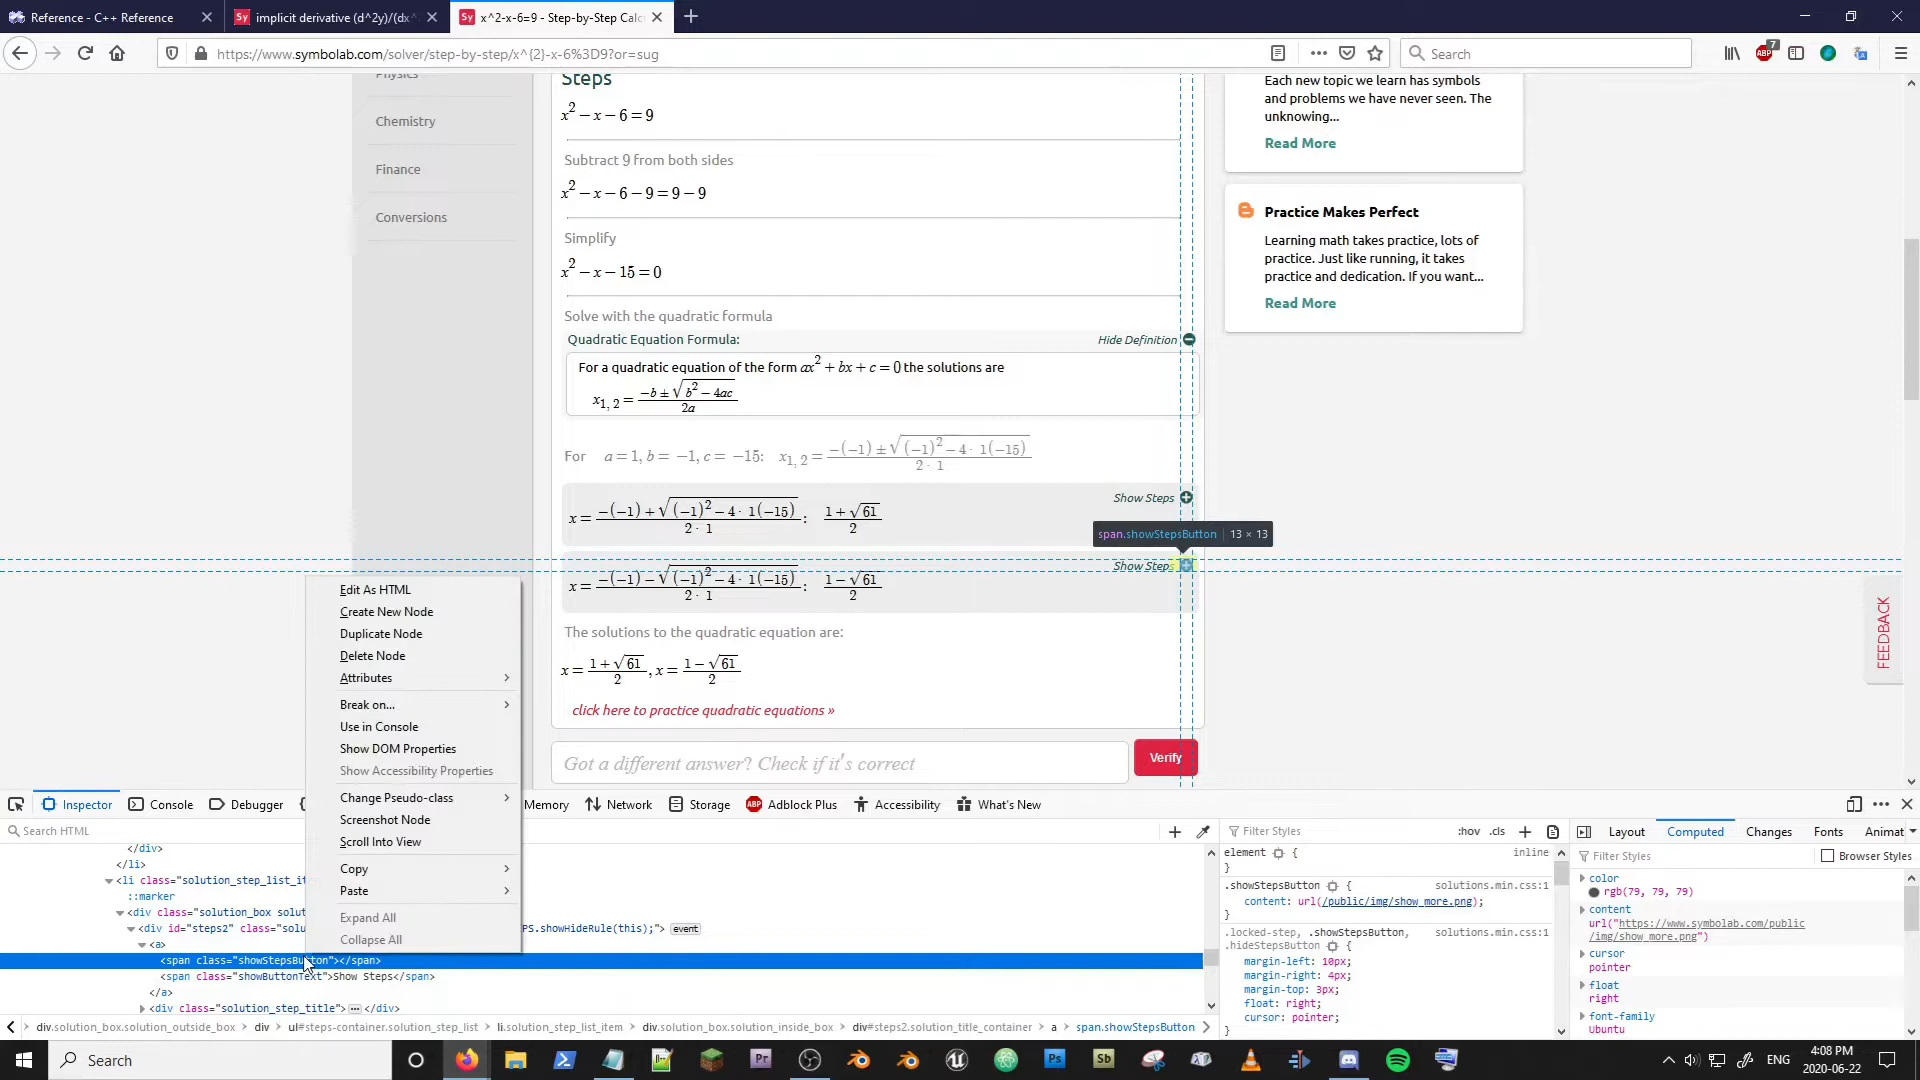 Reference - C++ Reference
implicit derivative (d^2y)/(dx^
x^2-x-6=9 - Step-by-Step Calc
https://www.symbolab.com/solver/step-by-step/x^{2}-x-6%3D9?or=sug
Search
ABP
7
Physics
Chemistry
Finance
Conversions
Steps
x² − x − 6 = 9
Subtract 9 from both sides
x² − x − 6 − 9 = 9 − 9
Simplify
x² − x − 15 = 0
Solve with the quadratic formula
Quadratic Equation Formula:
Hide Definition
For a quadratic equation of the form ax² + bx + c = 0 the solutions are
x1, 2 = (−b ± √(b² − 4ac)) / 2a
For a = 1, b = −1, c = −15: x1, 2 = (−(−1) ± √((−1)² − 4 · 1(−15))) / 2 · 1
Show Steps
x = (−(−1) + √((−1)² − 4 · 1(−15))) / 2 · 1 : (1 + √61) / 2
span.showStepsButton | 13 × 13
Show Steps
x = (−(−1) − √((−1)² − 4 · 1(−15))) / 2 · 1 : (1 − √61) / 2
The solutions to the quadratic equation are:
x = (1 + √61) / 2, x = (1 − √61) / 2
click here to practice quadratic equations »
Got a different answer? Check if it's correct
Verify
Each new topic we learn has symbols
and problems we have never seen. The
unknowing...
Read More
Practice Makes Perfect
Learning math takes practice, lots of
practice. Just like running, it takes
practice and dedication. If you want...
Read More
FEEDBACK
Edit As HTML
Create New Node
Duplicate Node
Delete Node
Attributes
Break on...
Use in Console
Show DOM Properties
Show Accessibility Properties
Change Pseudo-class
Screenshot Node
Scroll Into View
Copy
Paste
Expand All
Collapse All
Inspector
Console
Debugger
Memory
Network
Storage
Adblock Plus
Accessibility
What's New
Search HTML
</div>
</li>
<li class="solution_step_list_it
::marker
<div class="solution_box solut
<div id="steps2" class="solu
PS.showHideRule(this);">
event
<a>
<span class="showStepsButton"></span>
<span class="showButtonText">Show Steps</span>
</a>
<div class="solution_step_title">
</div>
div.solution_box.solution_outside_box
div
ul#steps-container.solution_step_list
li.solution_step_list_item
div.solution_box.solution_inside_box
div#steps2.solution_title_container
a
span.showStepsButton
Filter Styles
:hov
.cls
element {
inline
}
.showStepsButton {
solutions.min.css:1
content: url(/public/img/show_more.png);
}
.locked-step, .showStepsButton,
solutions.min.css:1
.hideStepsButton {
margin-left: 10px;
margin-right: 4px;
margin-top: 3px;
float: right;
cursor: pointer;
}
Layout
Computed
Changes
Fonts
Animat
Filter Styles
Browser Styles
color
rgb(79, 79, 79)
content
url("https://www.symbolab.com/public
/img/show_more.png")
cursor
pointer
float
right
font-family
Ubuntu
Search
Pr
Ps
Sb
ENG
4:08 PM
2020-06-22